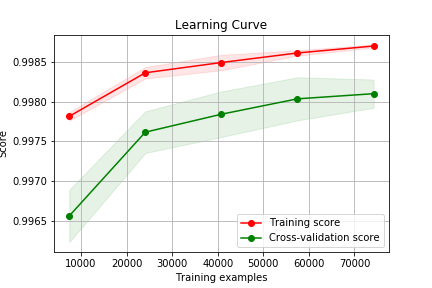 Learning Curve
0.9985
0.9980
0.9975
0.9970
0.9965
Score
10000 20000 30000 40000 50000 60000 70000
Training examples
Training score
Cross-validation score